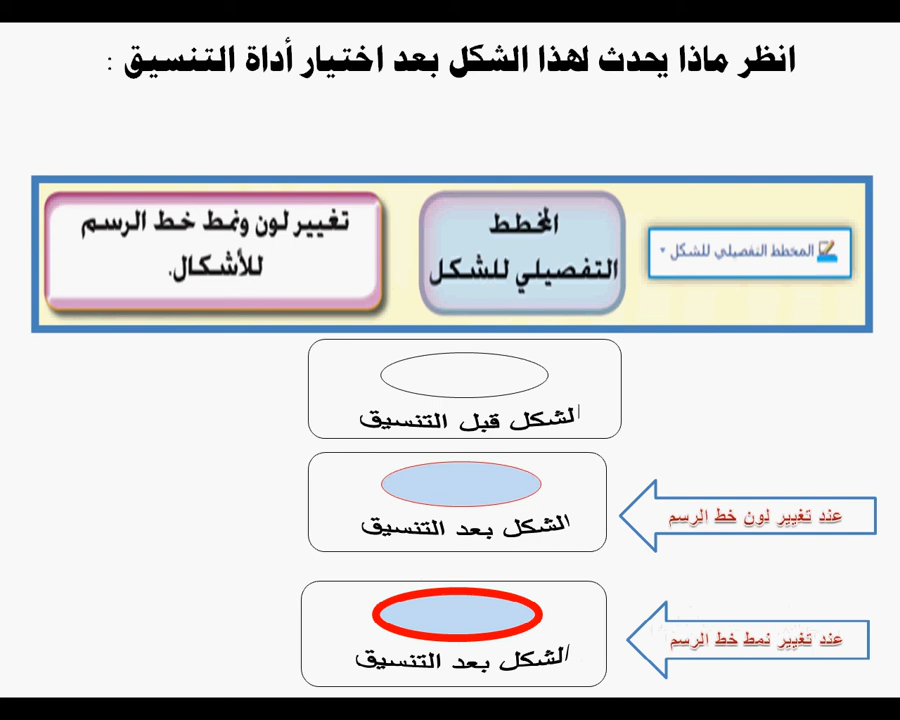 انظر ماذا يحدث لهذا الشكل بعد اختيار أداة التنسيق :
المخطط التفصيلي للشكل
المخطط
التفصيلي للشكل
تغيير لون ونمط خط الرسم
للأشكال.
الشكل قبل التنسيق
الشكل بعد التنسيق
عند تغيير لون خط الرسم
الشكل بعد التنسيق
عند تغيير نمط خط الرسم